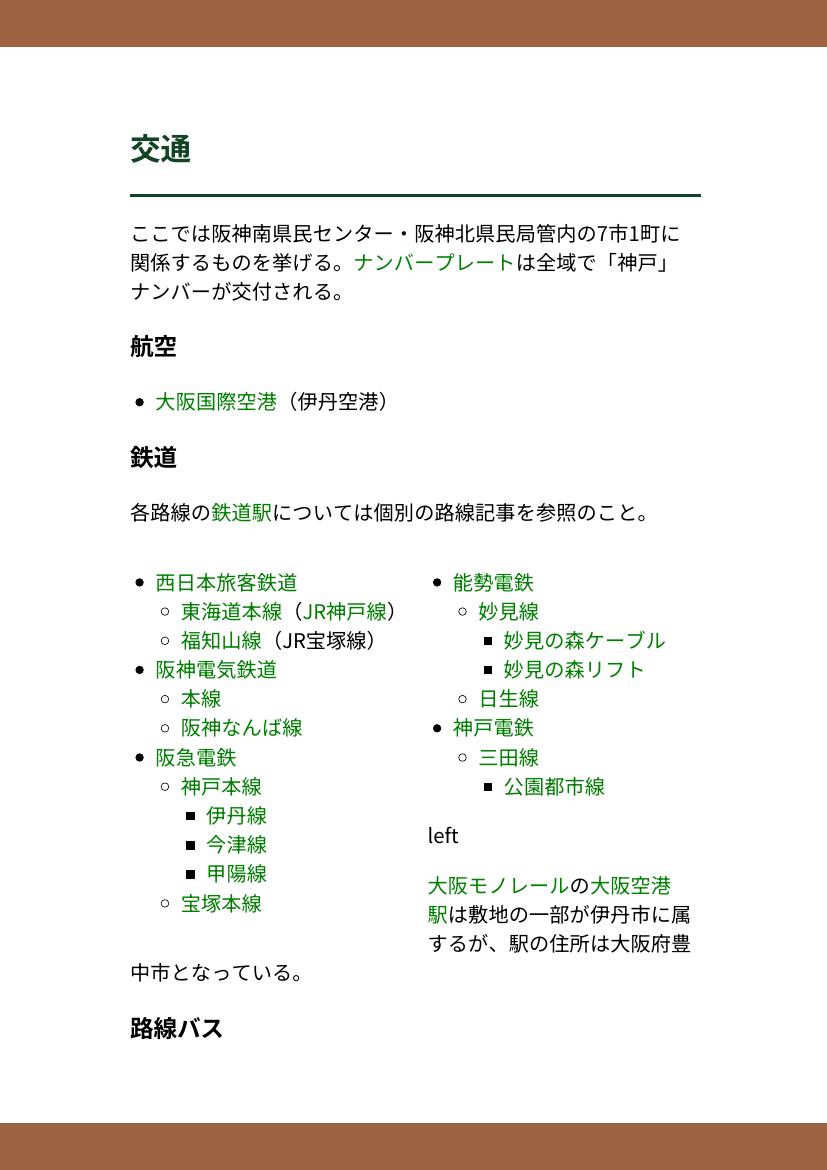 交通
ここでは阪神南県民センター・阪神北県民局管内の7市1町に
関係するものを挙げる。ナンバープレートは全域で「神戸」
ナンバーが交付される。
航空
大阪国際空港（伊丹空港）
鉄道
各路線の鉄道駅については個別の路線記事を参照のこと。
西日本旅客鉄道
東海道本線（JR神戸線）
福知山線（JR宝塚線）
阪神電気鉄道
本線
阪神なんば線
阪急電鉄
神戸本線
伊丹線
今津線
甲陽線
宝塚本線
能勢電鉄
妙見線
妙見の森ケーブル
妙見の森リフト
日生線
神戸電鉄
三田線
公園都市線
left
大阪モノレールの大阪空港
駅は敷地の一部が伊丹市に属
するが、駅の住所は大阪府豊
中市となっている。
路線バス